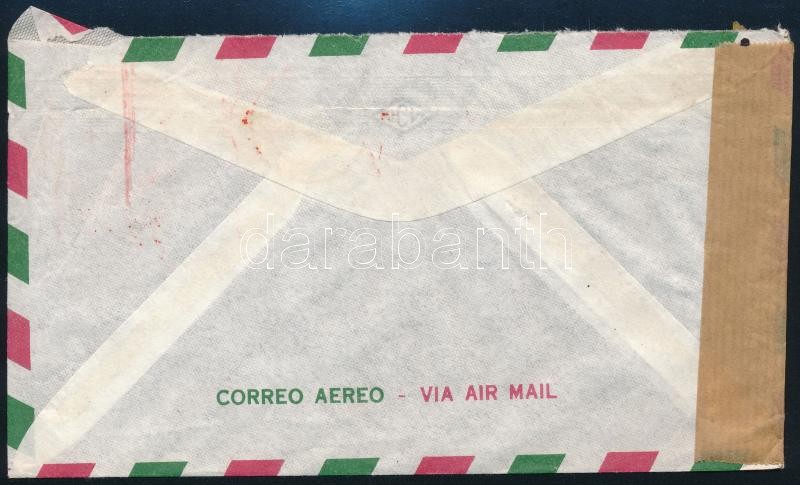 darabanth
CORREO AEREO - VIA AIR MAIL